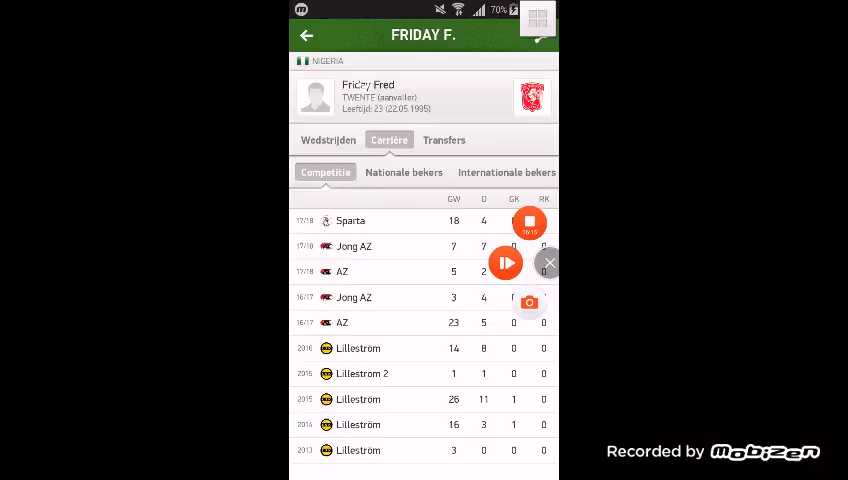 70%
FRIDAY F.
NIGERIA
Friday Fred
TWENTE (aanvaller)
Leeftijd: 23 (22.05.1995)
Wedstrijden Carrière Transfers
Competitie Nationale bekers Internationale bekers
GW D GK RK
17/18 Sparta 18 4
17/18 Jong AZ 7 7 0 0
17/18 AZ 5 2 0
16/17 Jong AZ 3 4 0
16/17 AZ 23 5 0 0
2016 Lilleström 14 8 0 0
2015 Lillestrom 2 1 1 0 0
2015 Lilleström 26 11 1 0
2014 Lilleström 16 3 1 0
2013 Lilleström 3 0 0 0
Recorded by MOBIZEN